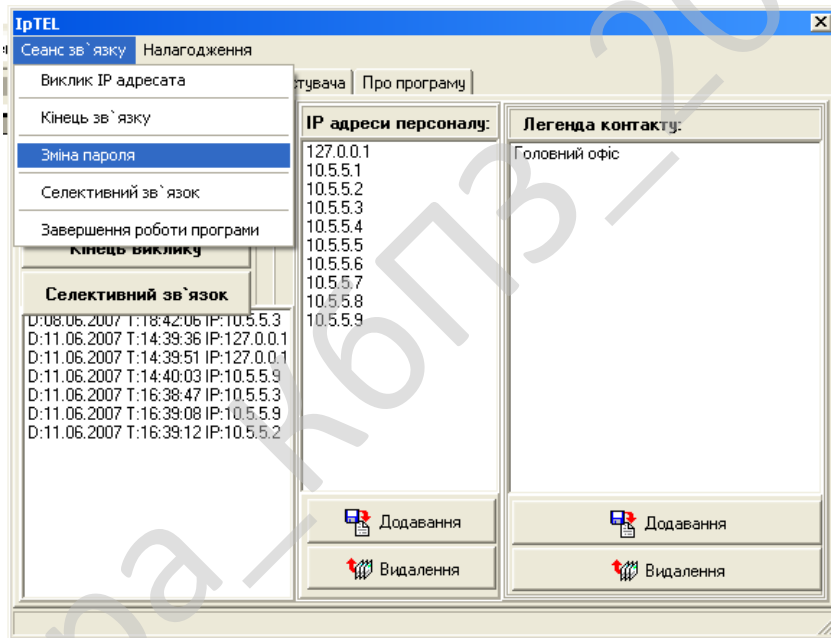 IpTEL
Сеанс зв`язку Налагодження
Виклик IP адресата
Кінець зв`язку
Зміна пароля
Селективний зв`язок
Завершення роботи програми
Про програму
Кінець виклику
Селективний зв`язок
D:08.06.2007 T:18:42:06 IP:10.5.5.3
D:11.06.2007 T:14:39:36 IP:127.0.0.1
D:11.06.2007 T:14:39:51 IP:127.0.0.1
D:11.06.2007 T:14:40:03 IP:10.5.5.9
D:11.06.2007 T:16:38:47 IP:10.5.5.3
D:11.06.2007 T:16:39:08 IP:10.5.5.9
D:11.06.2007 T:16:39:12 IP:10.5.5.2
IP адреси персоналу:
127.0.0.1
10.5.5.1
10.5.5.2
10.5.5.3
10.5.5.4
10.5.5.5
10.5.5.6
10.5.5.7
10.5.5.8
10.5.5.9
Додавання
Видалення
Легенда контакту:
Головний офіс
Додавання
Видалення